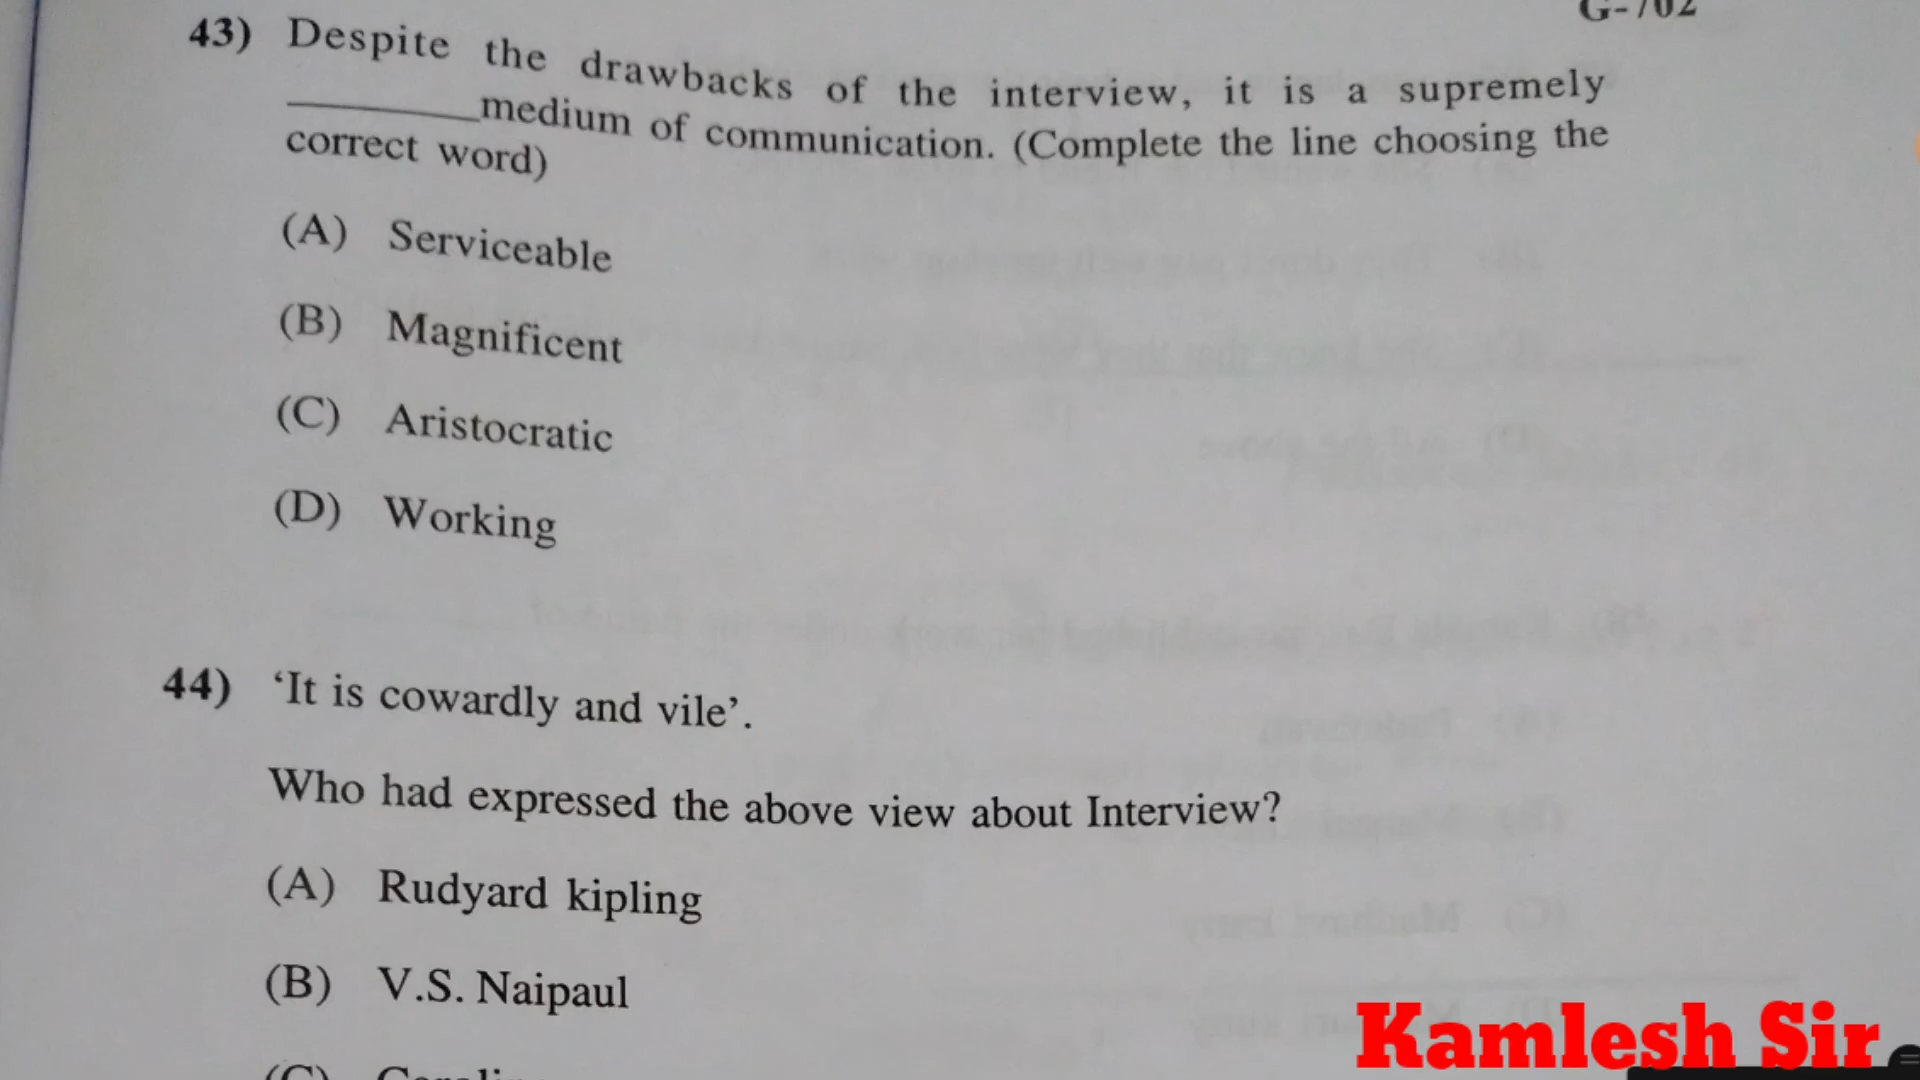 G-702
43) Despite the drawbacks of the interview, it is a supremely
________medium of communication. (Complete the line choosing the
correct word)
(A) Serviceable
(B) Magnificent
(C) Aristocratic
(D) Working
44) ‘It is cowardly and vile’.
Who had expressed the above view about Interview?
(A) Rudyard kipling
(B) V.S. Naipaul
(C)
Kamlesh Sir